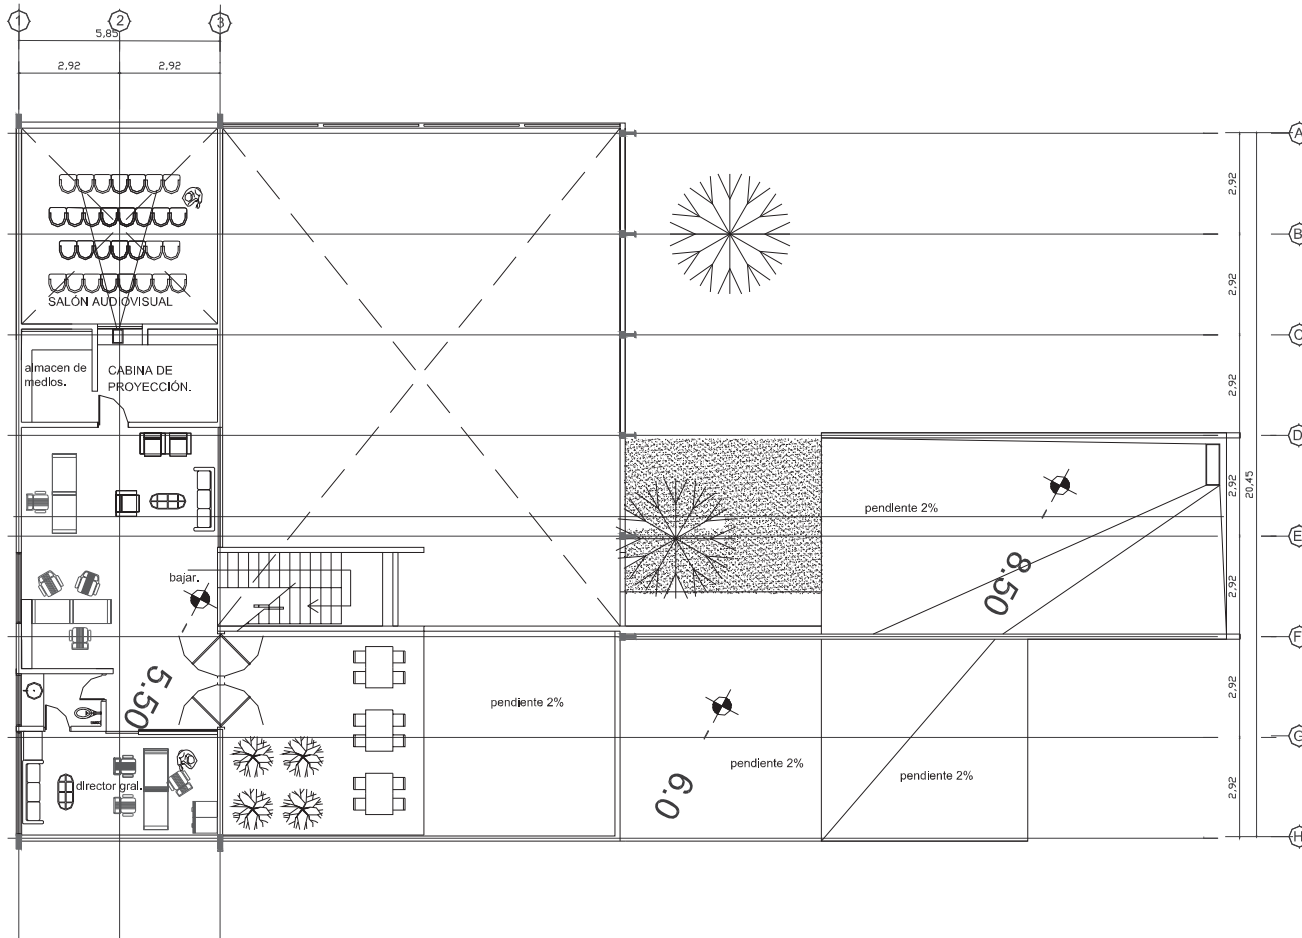 1
2
3
5,85
2,92
2,92
A
2,92
B
2,92
C
2,92
D
2,92
20,45
E
2,92
F
2,92
G
2,92
H
SALÓN AUDIOVISUAL
almacen de
medios.
CABINA DE
PROYECCIÓN.
bajar.
5.50
director gral.
pendiente 2%
pendiente 2%
6.0
pendiente 2%
pendiente 2%
8.50